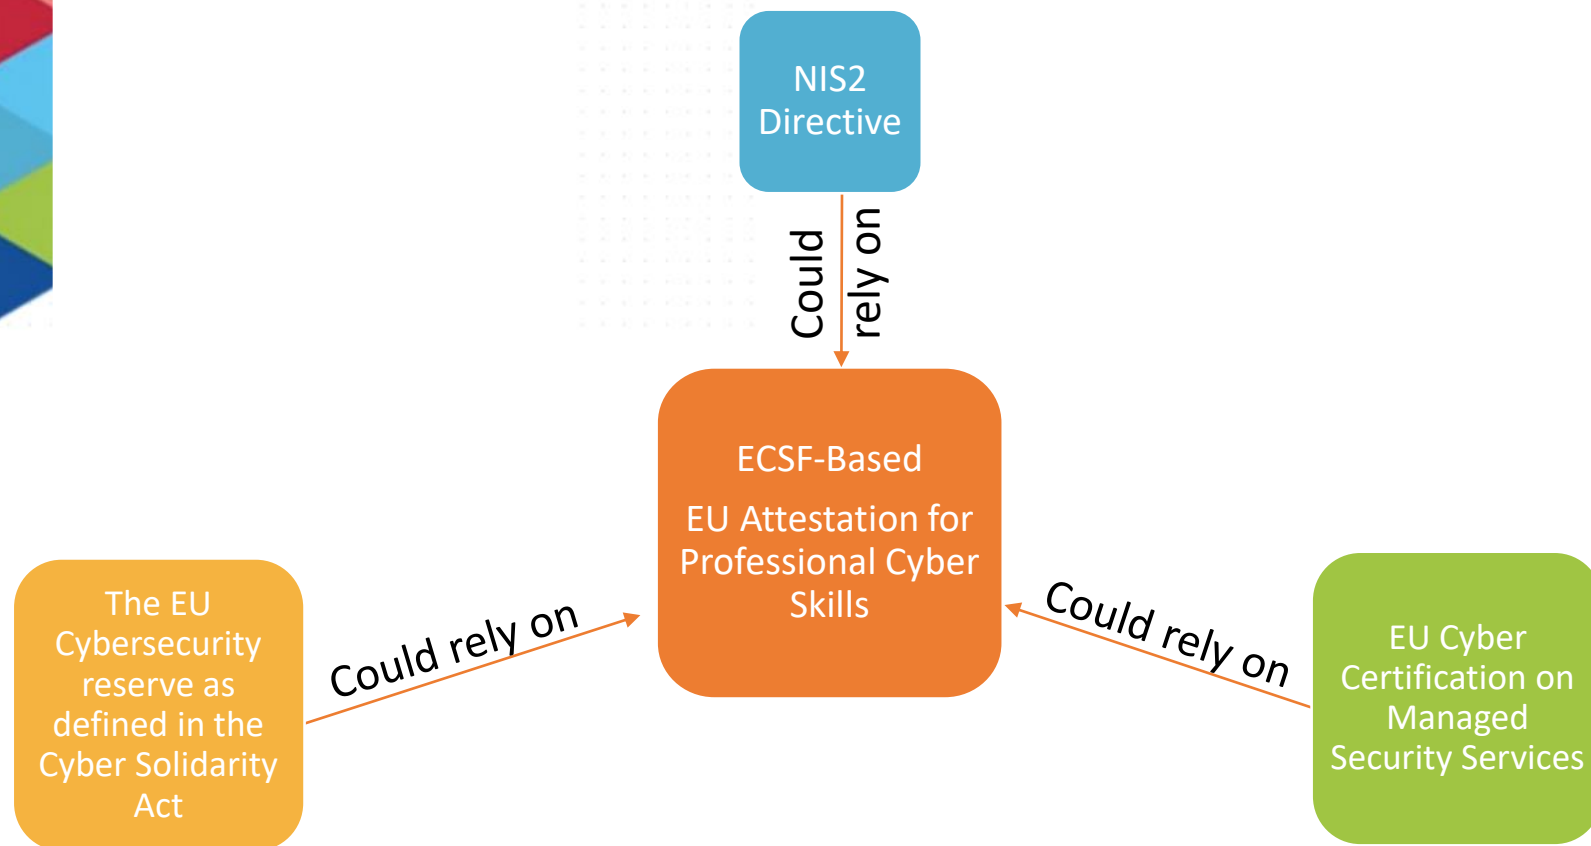 NIS2
Directive
Could
rely on
ECSF-Based
EU Attestation for
Professional Cyber
Skills
The EU
Cybersecurity
reserve as
defined in the
Cyber Solidarity
Act
Could rely on
Could rely on
EU Cyber
Certification on
Managed
Security Services